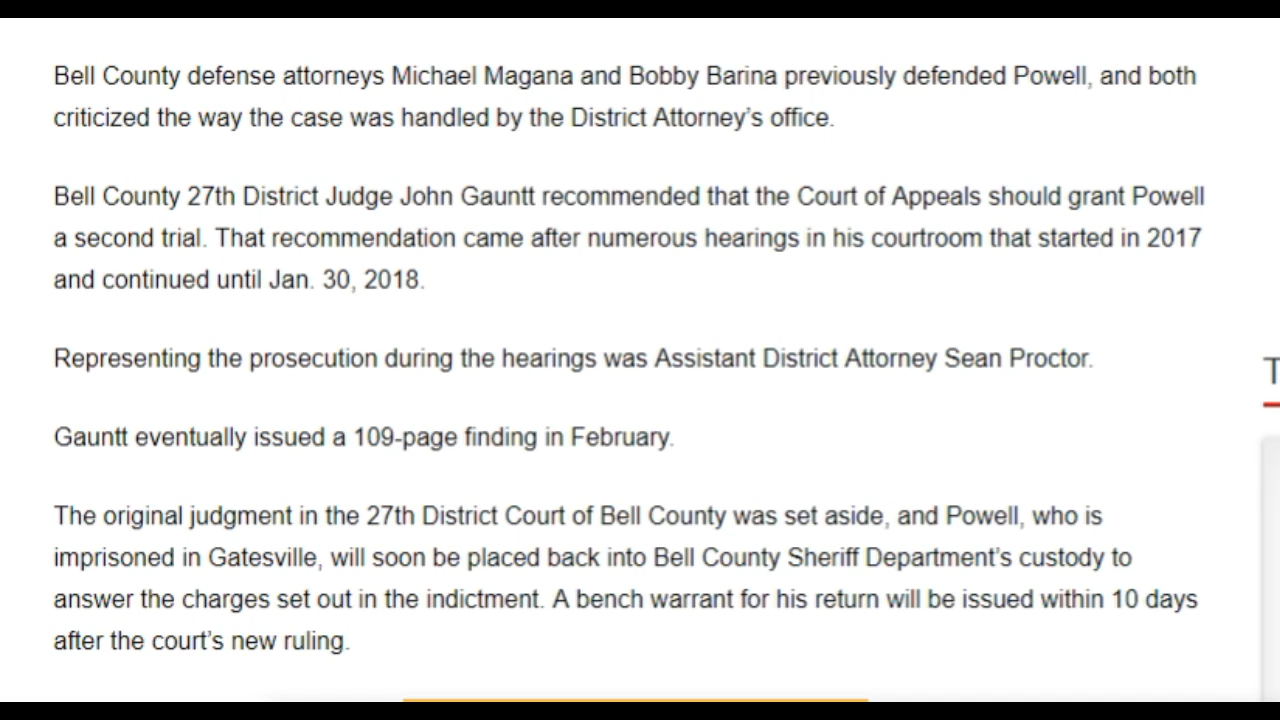 Bell County defense attorneys Michael Magana and Bobby Barina previously defended Powell, and both
criticized the way the case was handled by the District Attorney’s office.
Bell County 27th District Judge John Gauntt recommended that the Court of Appeals should grant Powell
a second trial. That recommendation came after numerous hearings in his courtroom that started in 2017
and continued until Jan. 30, 2018.
Representing the prosecution during the hearings was Assistant District Attorney Sean Proctor.
T
Gauntt eventually issued a 109-page finding in February.
The original judgment in the 27th District Court of Bell County was set aside, and Powell, who is
imprisoned in Gatesville, will soon be placed back into Bell County Sheriff Department’s custody to
answer the charges set out in the indictment. A bench warrant for his return will be issued within 10 days
after the court’s new ruling.